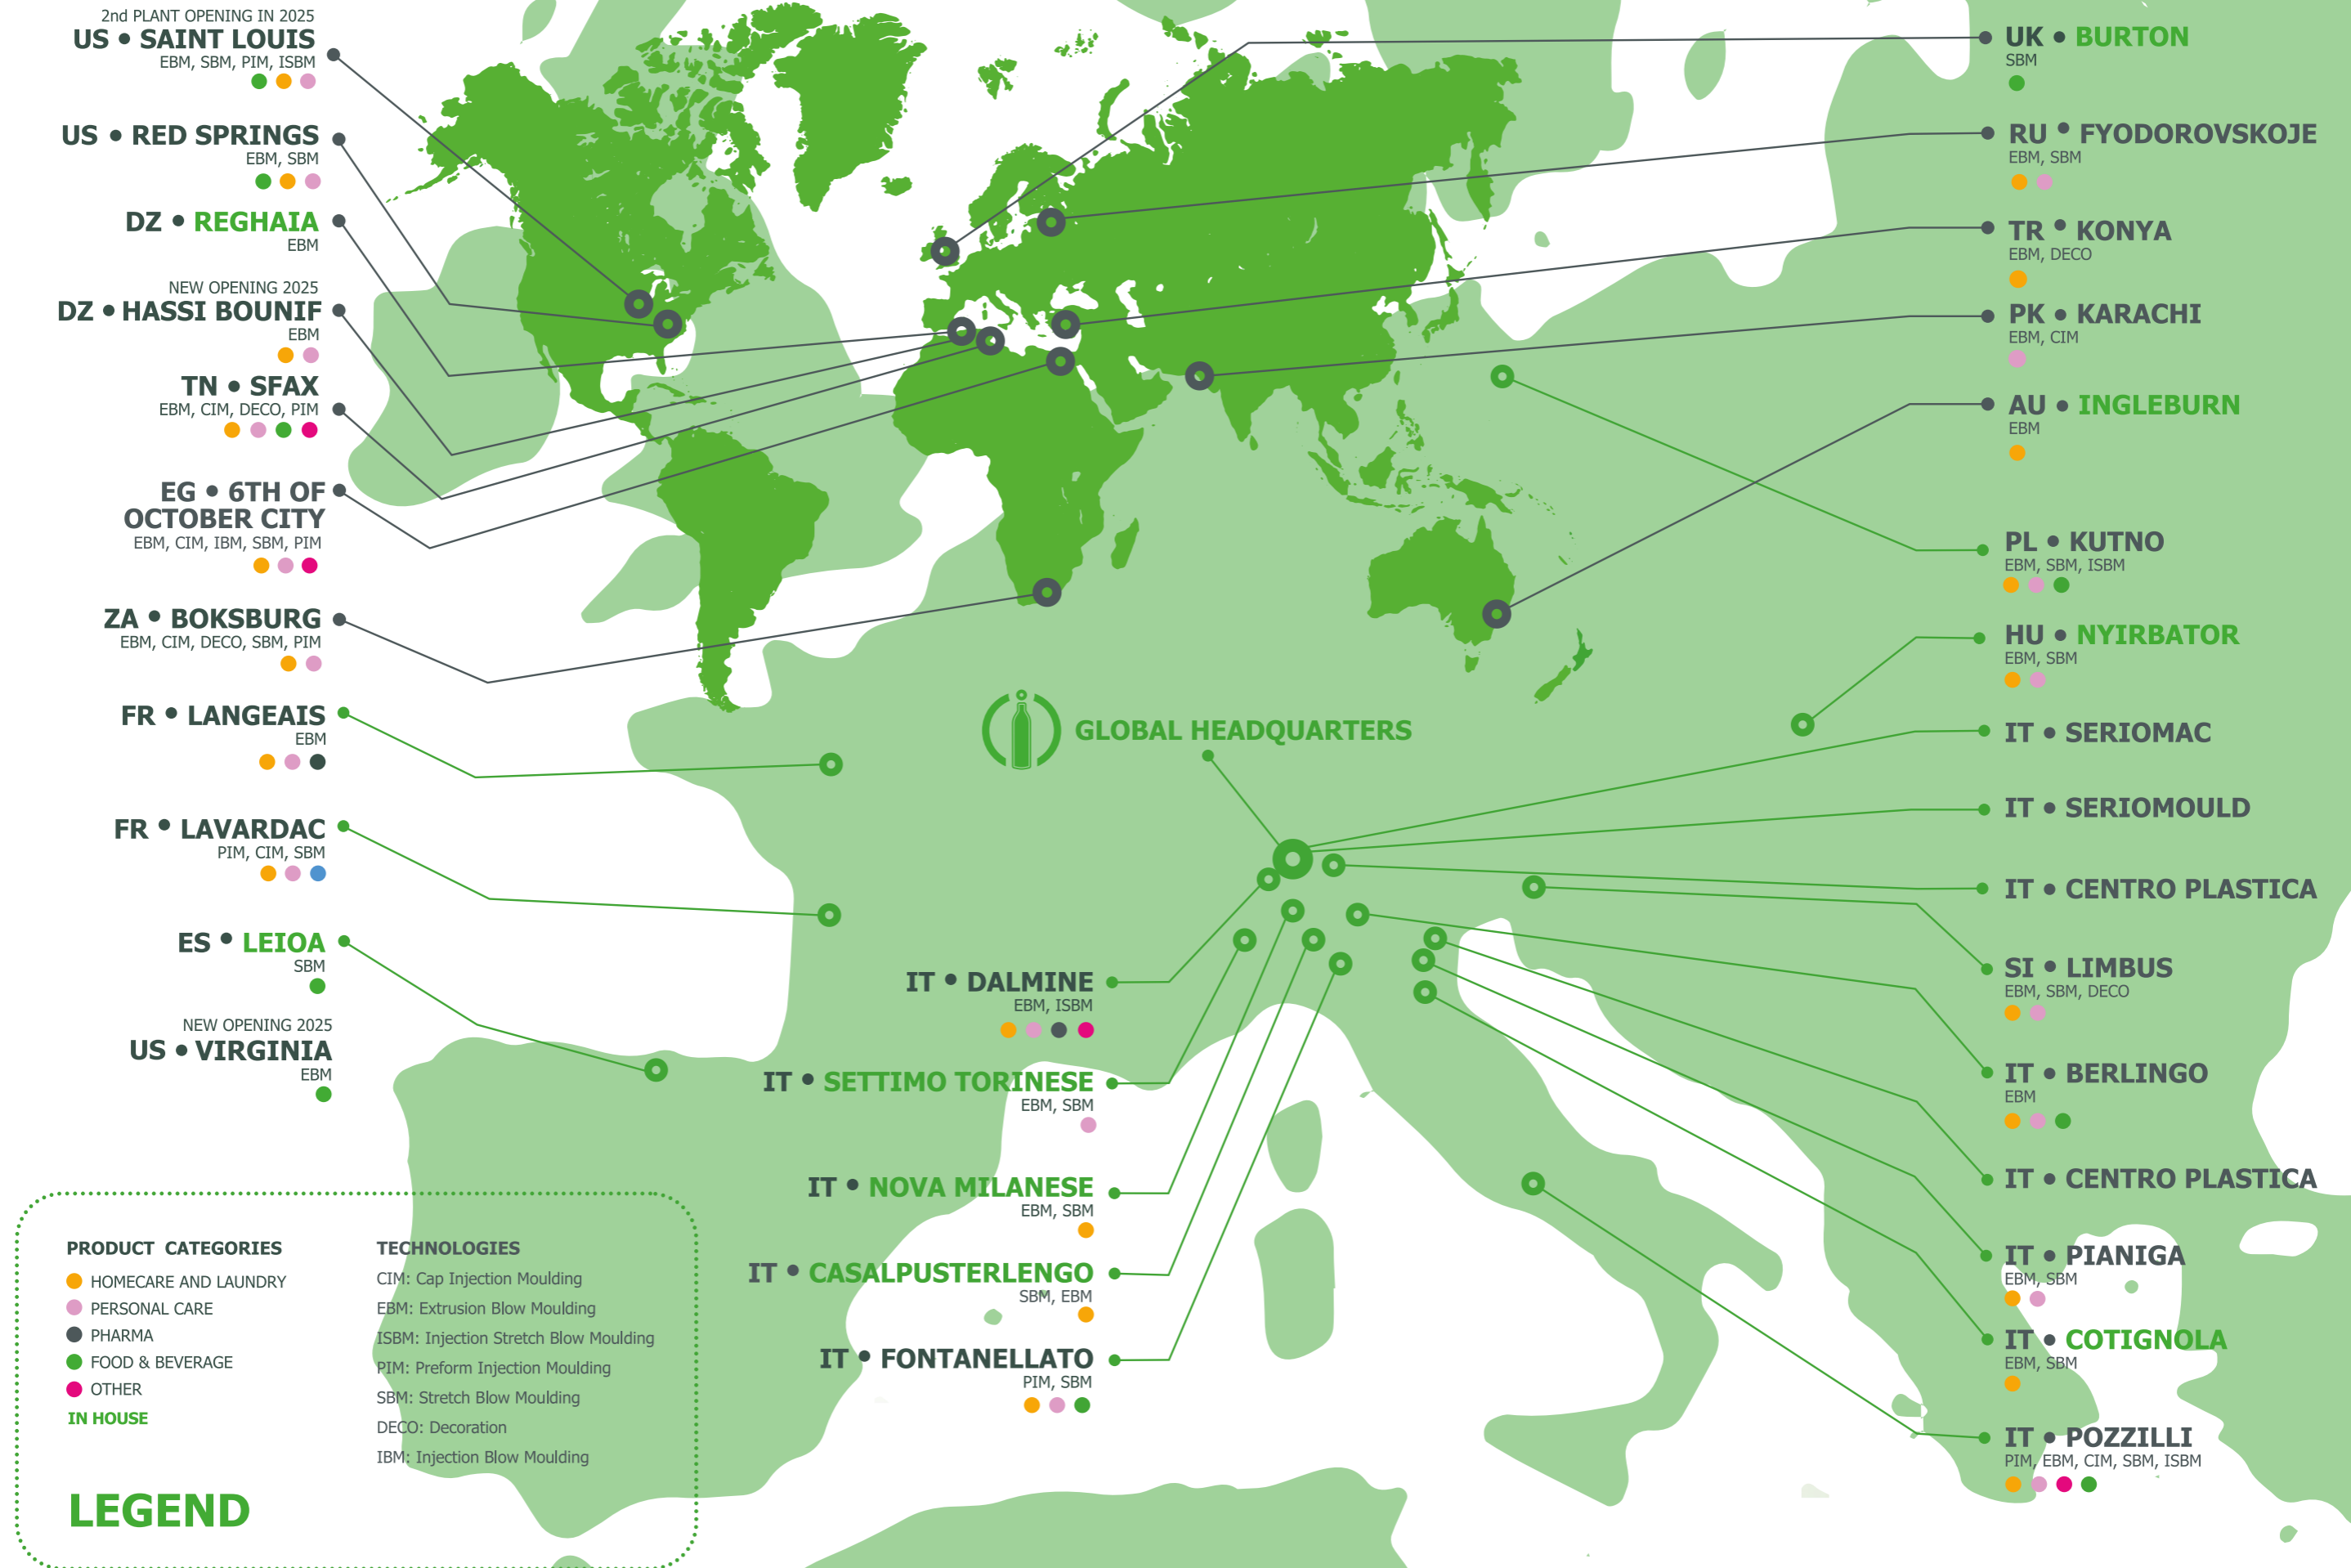 2nd PLANT OPENING IN 2025
US • SAINT LOUIS
EBM, SBM, PIM, ISBM
US • RED SPRINGS
EBM, SBM
DZ • REGHAIA
EBM
NEW OPENING 2025
DZ • HASSI BOUNIF
EBM
TN • SFAX
EBM, CIM, DECO, PIM
EG • 6TH OF
OCTOBER CITY
EBM, CIM, IBM, SBM, PIM
ZA • BOKSBURG
EBM, CIM, DECO, SBM, PIM
FR • LANGEAIS
EBM
FR • LAVARDAC
PIM, CIM, SBM
ES • LEIOA
SBM
NEW OPENING 2025
US • VIRGINIA
EBM
GLOBAL HEADQUARTERS
IT • DALMINE
EBM, ISBM
IT • SETTIMO TORINESE
EBM, SBM
IT • NOVA MILANESE
EBM, SBM
IT • CASALPUSTERLENGO
SBM, EBM
IT • FONTANELLATO
PIM, SBM
UK • BURTON
SBM
RU • FYODOROVSKOJE
EBM, SBM
TR • KONYA
EBM, DECO
PK • KARACHI
EBM, CIM
AU • INGLEBURN
EBM
PL • KUTNO
EBM, SBM, ISBM
HU • NYIRBATOR
EBM, SBM
IT • SERIOMAC
IT • SERIOMOULD
IT • CENTRO PLASTICA
SI • LIMBUS
EBM, SBM, DECO
IT • BERLINGO
EBM
IT • CENTRO PLASTICA
IT • PIANIGA
EBM, SBM
IT • COTIGNOLA
EBM, SBM
IT • POZZILLI
PIM, EBM, CIM, SBM, ISBM
PRODUCT CATEGORIES
HOMECARE AND LAUNDRY
PERSONAL CARE
PHARMA
FOOD & BEVERAGE
OTHER
IN HOUSE
TECHNOLOGIES
CIM: Cap Injection Moulding
EBM: Extrusion Blow Moulding
ISBM: Injection Stretch Blow Moulding
PIM: Preform Injection Moulding
SBM: Stretch Blow Moulding
DECO: Decoration
IBM: Injection Blow Moulding
LEGEND